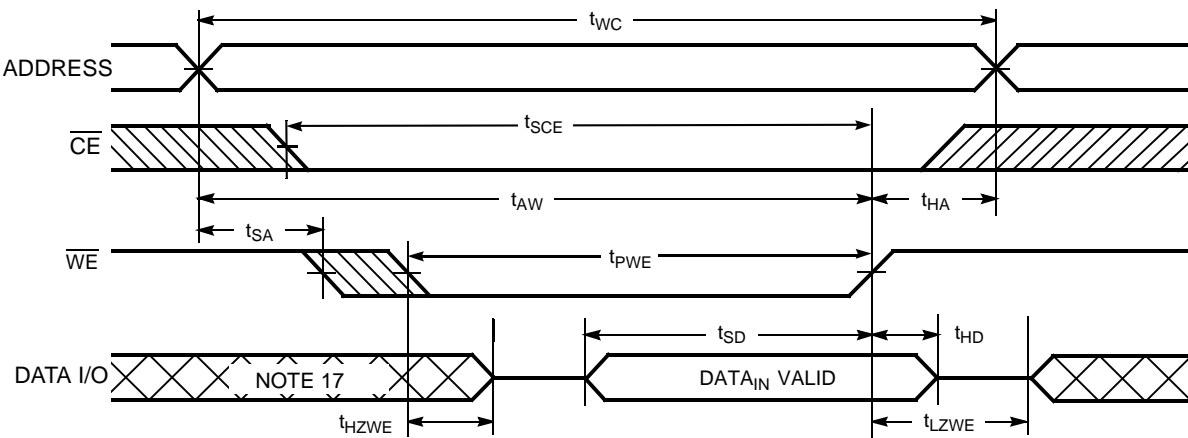 tWC
ADDRESS
CE
tSCE
tAW
tHA
tSA
WE
tPWE
tSD
tHD
DATA I/O
NOTE 17
DATAIN VALID
tHZWE
tLZWE